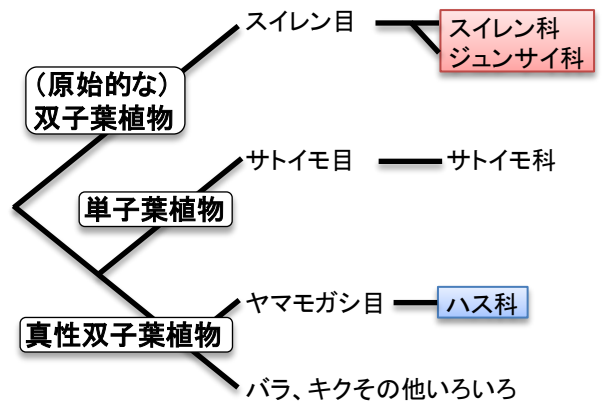 スイレン目
スイレン科
ジュンサイ科
(原始的な)
双子葉植物
サトイモ目
サトイモ科
単子葉植物
ヤマモガシ目
ハス科
真性双子葉植物
バラ、キクその他いろいろ